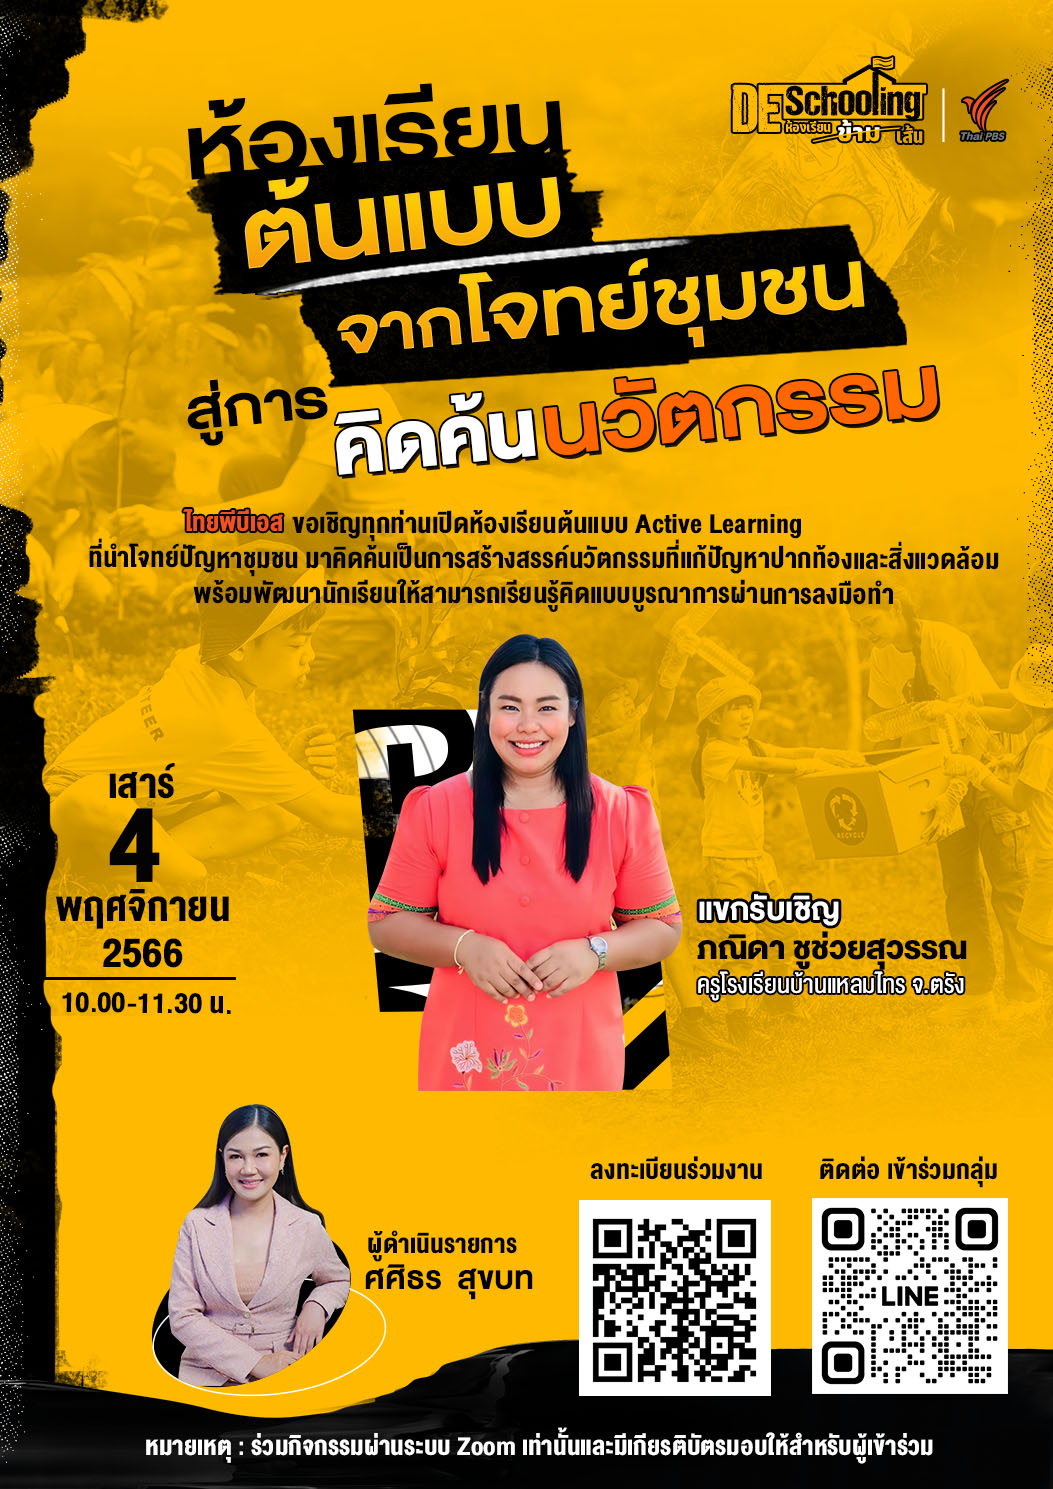 DESchooling
ห้องเรียน ข้าม เส้น
Thai PBS
ห้องเรียน
ต้นแบบ
จากโจทย์ชุมชน
สู่การ
คิดค้นนวัตกรรม
ไทยพีบีเอส ขอเชิญทุกท่านเปิดห้องเรียนต้นแบบ Active Learning
ที่นำโจทย์ปัญหาชุมชน มาคิดค้นเป็นการสร้างสรรค์นวัตกรรมที่แก้ปัญหาปากท้องและสิ่งแวดล้อม
พร้อมพัฒนานักเรียนให้สามารถเรียนรู้คิดแบบบูรณาการผ่านการลงมือทำ
เสาร์
4
พฤศจิกายน
2566
10.00-11.30 น.
RECYCLE
แขกรับเชิญ
ภณิดา ชูช่วยสุวรรณ
ครูโรงเรียนบ้านแหลมไทร จ.ตรัง
ผู้ดำเนินรายการ
ศศิธร สุขบท
ลงทะเบียนร่วมงาน
ติดต่อ เข้าร่วมกลุ่ม
LINE
หมายเหตุ : ร่วมกิจกรรมผ่านระบบ Zoom เท่านั้นและมีเกียรติบัตรมอบให้สำหรับผู้เข้าร่วม